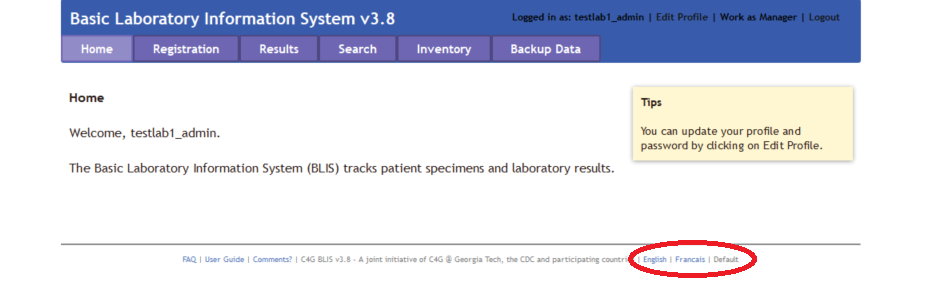 Basic Laboratory Information System v3.8
Logged in as: testlab1_admin | Edit Profile | Work as Manager | Logout
Home Registration Results Search Inventory Backup Data
Home
Welcome, testlab1_admin.
The Basic Laboratory Information System (BLIS) tracks patient specimens and laboratory results.
Tips
You can update your profile and
password by clicking on Edit Profile.
FAQ | User Guide | Comments? | C4G BLIS v3.8 - A joint initiative of C4G @ Georgia Tech, the CDC and participating | English | Francais | Default